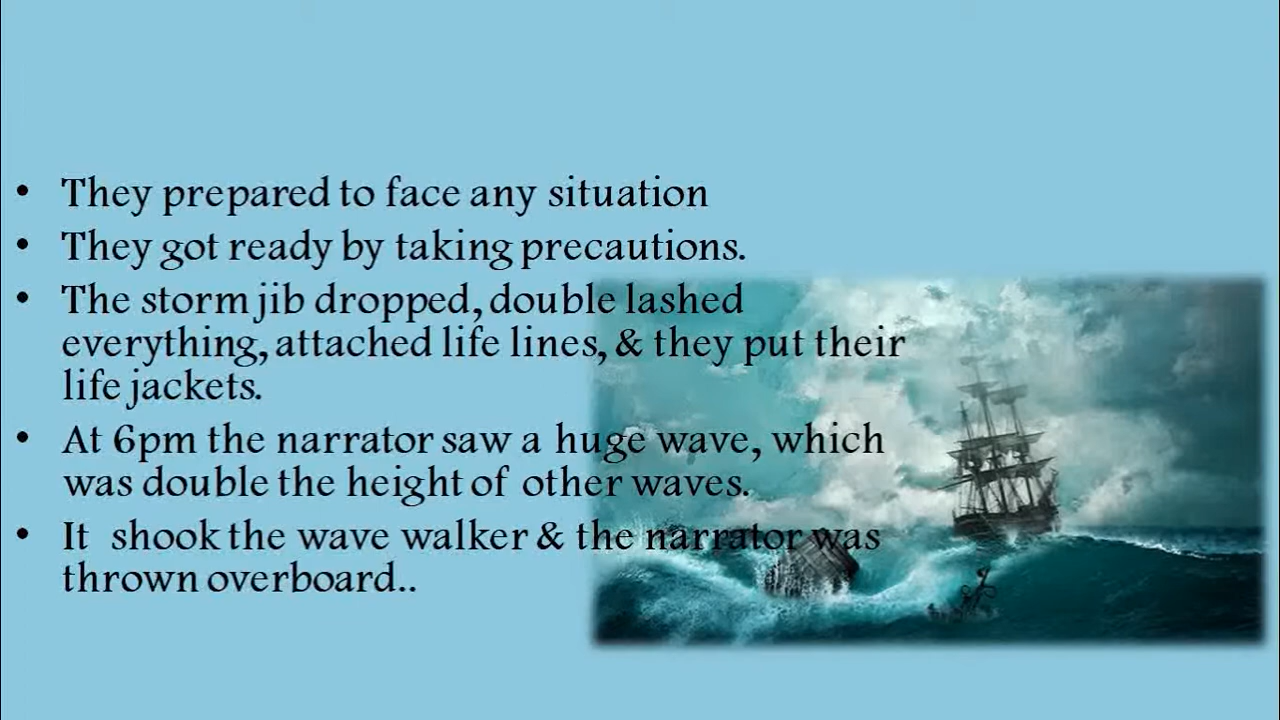 • They prepared to face any situation
• They got ready by taking precautions.
• The storm jib dropped, double lashed
everything, attached life lines, & they put their
life jackets.
• At 6pm the narrator saw a huge wave, which
was double the height of other waves.
• It shook the wave walker & the narrator was
thrown overboard..